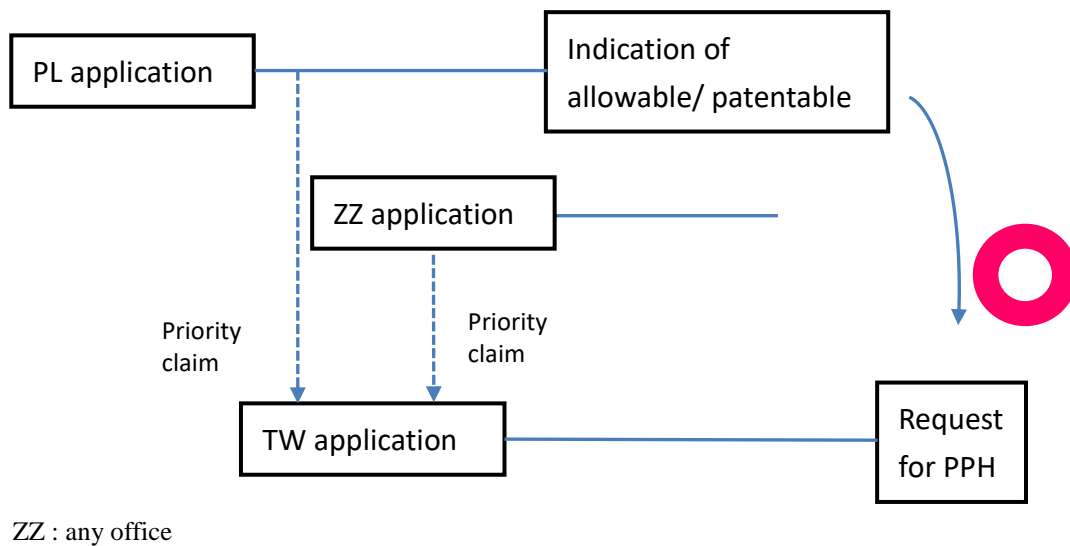 PL application
Indication of
allowable/ patentable
ZZ application
Priority
claim
Priority
claim
TW application
Request
for PPH
ZZ : any office